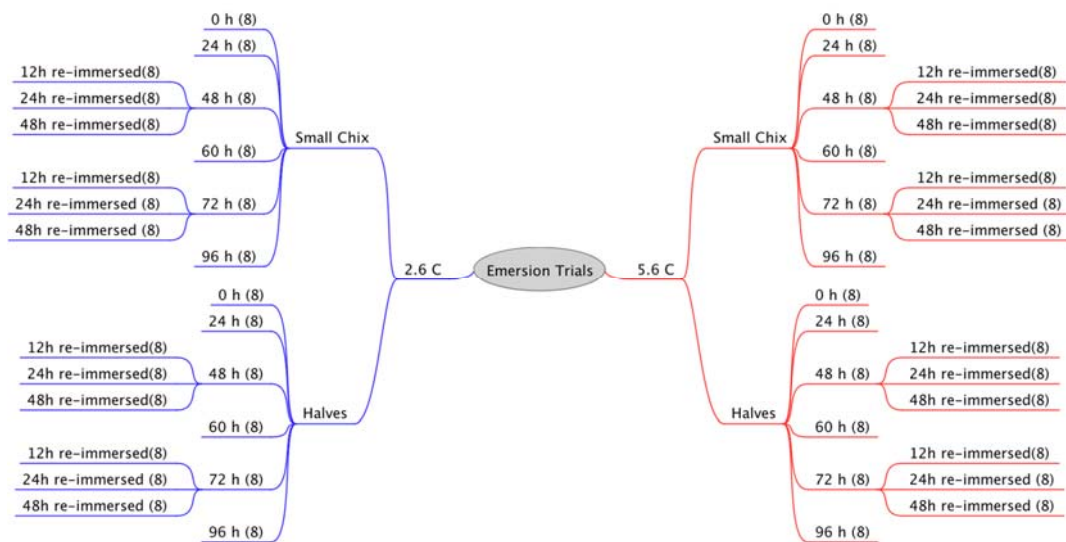 Emersion Trials
2.6 C
Small Chix
0 h (8)
24 h (8)
48 h (8)
12h re-immersed(8)
24h re-immersed(8)
48h re-immersed(8)
60 h (8)
72 h (8)
12h re-immersed(8)
24h re-immersed (8)
48h re-immersed (8)
96 h (8)
Halves
0 h (8)
24 h (8)
48 h (8)
12h re-immersed(8)
24h re-immersed(8)
48h re-immersed(8)
60 h (8)
72 h (8)
12h re-immersed(8)
24h re-immersed (8)
48h re-immersed (8)
96 h (8)
5.6 C
Small Chix
0 h (8)
24 h (8)
48 h (8)
12h re-immersed(8)
24h re-immersed(8)
48h re-immersed(8)
60 h (8)
72 h (8)
12h re-immersed(8)
24h re-immersed (8)
48h re-immersed (8)
96 h (8)
Halves
0 h (8)
24 h (8)
48 h (8)
12h re-immersed(8)
24h re-immersed(8)
48h re-immersed(8)
60 h (8)
72 h (8)
12h re-immersed(8)
24h re-immersed (8)
48h re-immersed (8)
96 h (8)